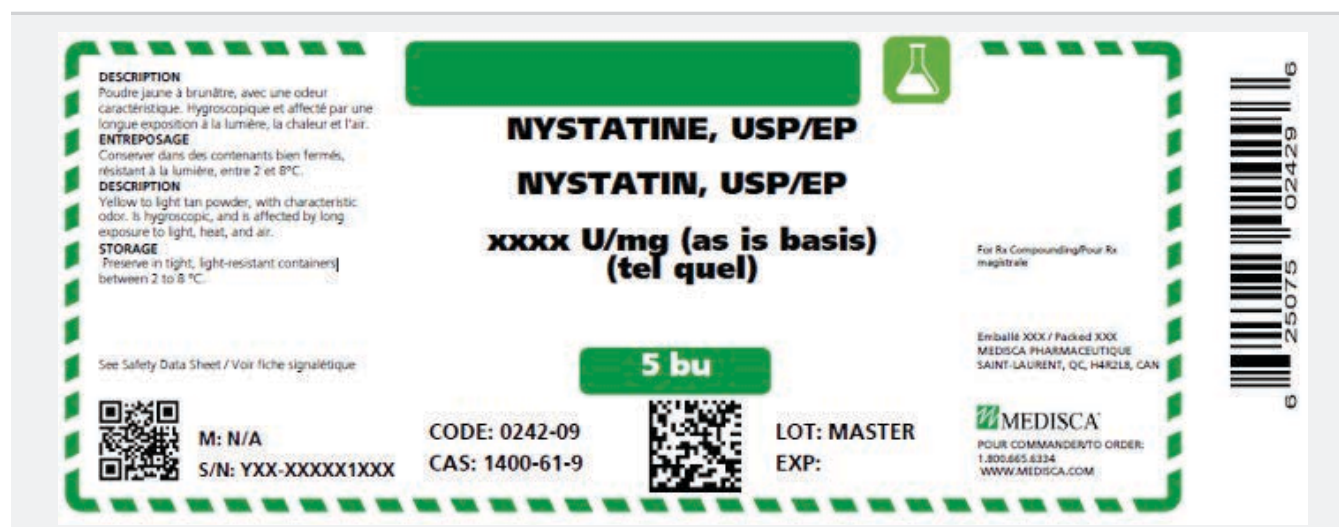 DESCRIPTION
Poudre jaune à brunâtre, avec une odeur
caractéristique. Hygroscopique et affecté par une
longue exposition à la lumière, la chaleur et l'air.
ENTREPOSAGE
Conserver dans des contenants bien fermés,
résistant à la lumière, entre 2 et 8°C.
DESCRIPTION
Yellow to light tan powder, with characteristic
odor. Is hygroscopic, and is affected by long
exposure to light, heat, and air.
STORAGE
Preserve in tight, light-resistant containers
between 2 to 8 °C.
See Safety Data Sheet / Voir fiche signalétique
M: N/A
S/N: YXX-XXXXX1XXX
NYSTATINE, USP/EP
NYSTATIN, USP/EP
xxxx U/mg (as is basis)
(tel quel)
5 bu
CODE: 0242-09
CAS: 1400-61-9
LOT: MASTER
EXP:
For Rx Compounding/Pour Rx
magistrale
Emballé XXX / Packed XXX
MEDISCA PHARMACEUTIQUE
SAINT-LAURENT, QC, H4R2L8, CAN
MEDISCA
POUR COMMANDER/TO ORDER:
1.800.665.6334
WWW.MEDISCA.COM
6 25075 02429 6